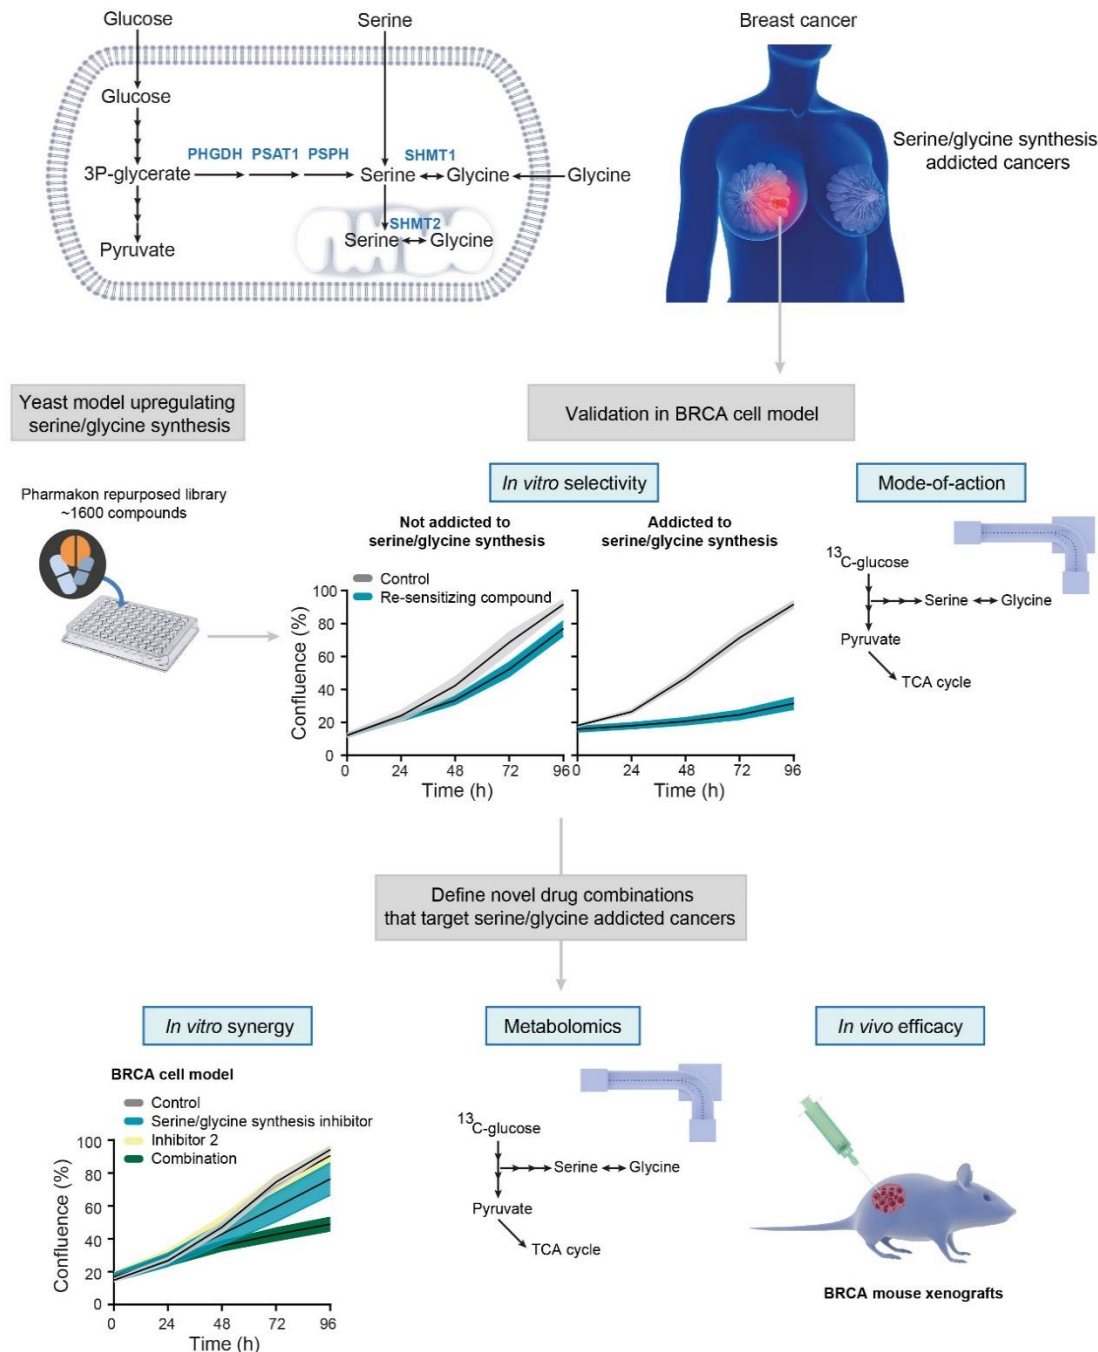 Glucose
Serine
Breast cancer
Glucose
Serine/glycine synthesis
addicted cancers
PHGDH PSAT1 PSPH SHMT1
3P-glycerate Serine Glycine Glycine
SHMT2
Pyruvate Serine Glycine
Yeast model upregulating
serine/glycine synthesis
Validation in BRCA cell model
Pharmakon repurposed library
~1600 compounds
In vitro selectivity
Mode-of-action
Not addicted to
serine/glycine synthesis
Addicted to
serine/glycine synthesis
Control
Re-sensitizing compound
Confluence (%)
100
80
60
40
20
0
0 24 48 72 96
Time (h)
0 24 48 72 96
Time (h)
13C-glucose
Serine Glycine
Pyruvate
TCA cycle
Define novel drug combinations
that target serine/glycine addicted cancers
In vitro synergy
Metabolomics
In vivo efficacy
BRCA cell model
Control
Serine/glycine synthesis inhibitor
Inhibitor 2
Combination
Confluence (%)
100
80
60
40
20
0
0 24 48 72 96
Time (h)
13C-glucose
Serine Glycine
Pyruvate
TCA cycle
BRCA mouse xenografts